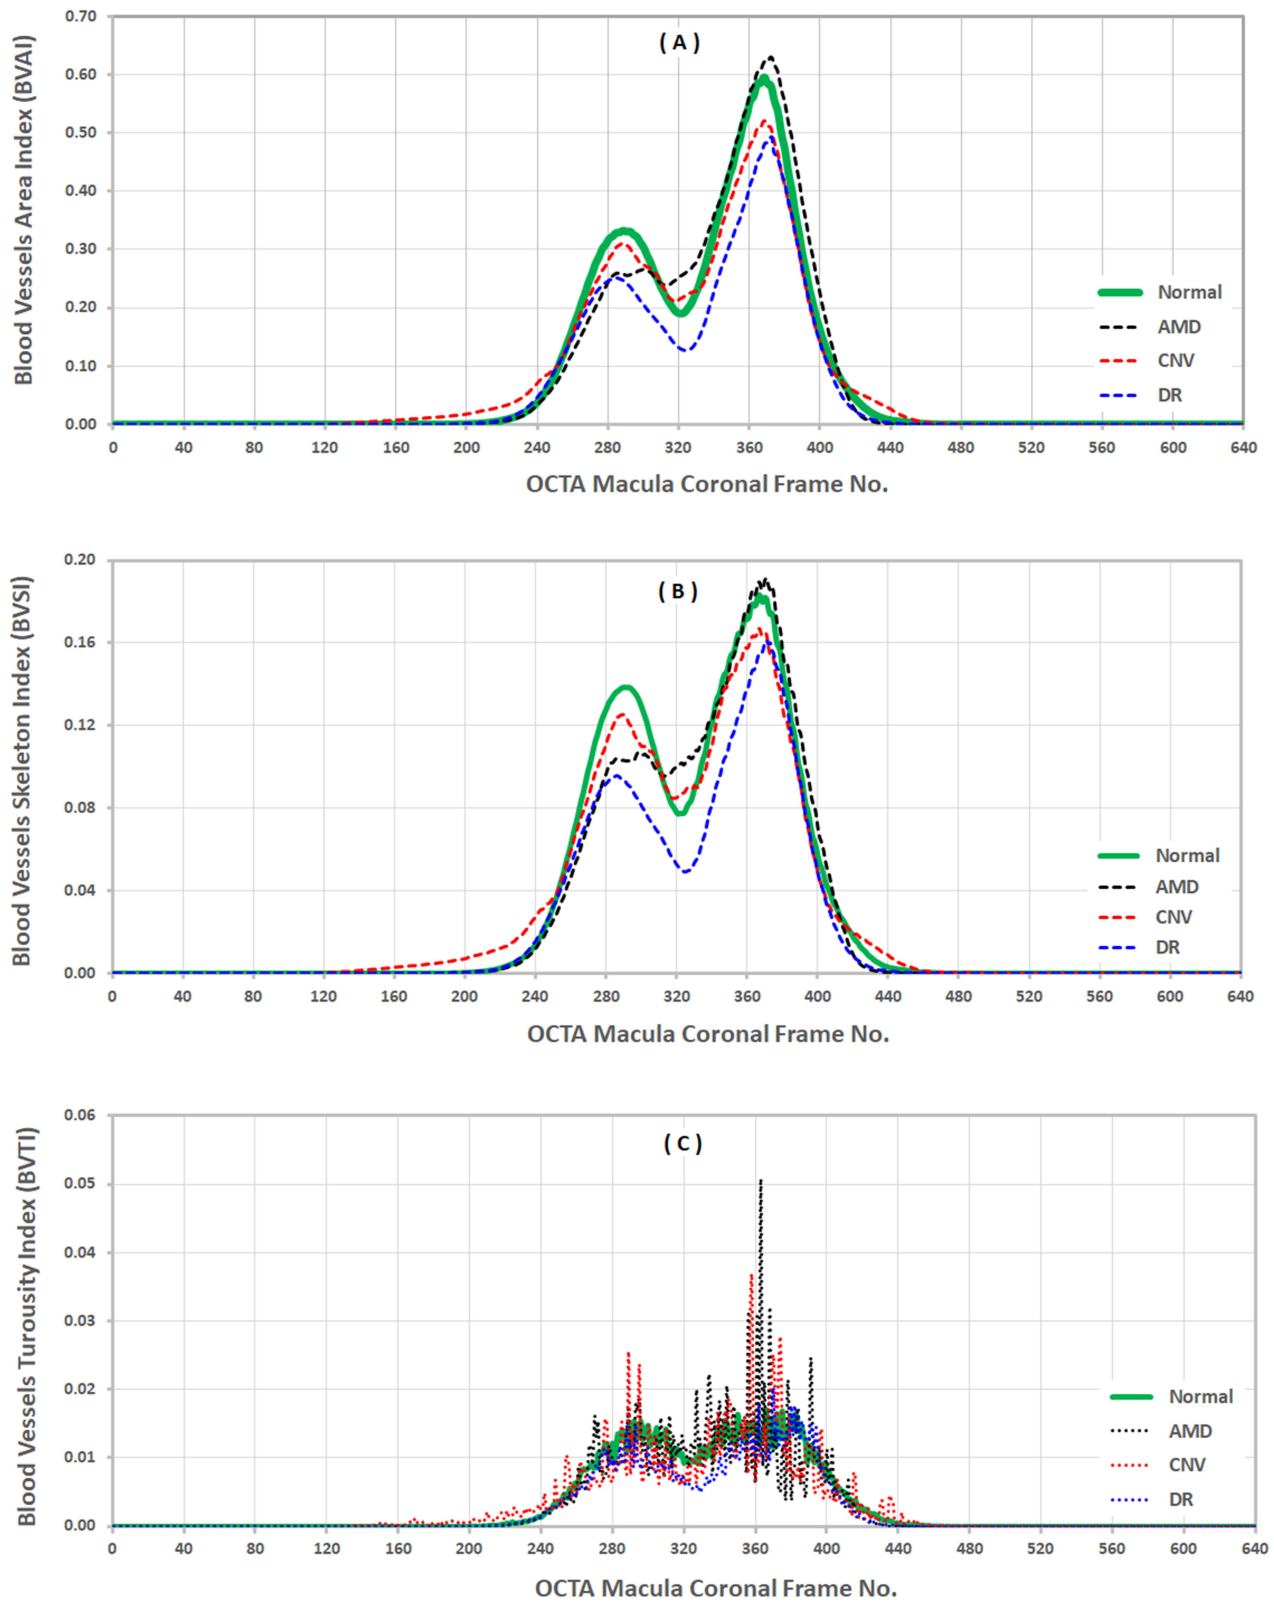 ( A )
Blood Vessels Area Index (BVAI)
0.70
0.60
0.50
0.40
0.30
0.20
0.10
0.00
Normal
AMD
CNV
DR
0 40 80 120 160 200 240 280 320 360 400 440 480 520 560 600 640
OCTA Macula Coronal Frame No.
( B )
Blood Vessels Skeleton Index (BVSI)
0.20
0.16
0.12
0.08
0.04
0.00
Normal
AMD
CNV
DR
0 40 80 120 160 200 240 280 320 360 400 440 480 520 560 600 640
OCTA Macula Coronal Frame No.
( C )
Blood Vessels Turousity Index (BVTI)
0.06
0.05
0.04
0.03
0.02
0.01
0.00
Normal
AMD
CNV
DR
0 40 80 120 160 200 240 280 320 360 400 440 480 520 560 600 640
OCTA Macula Coronal Frame No.